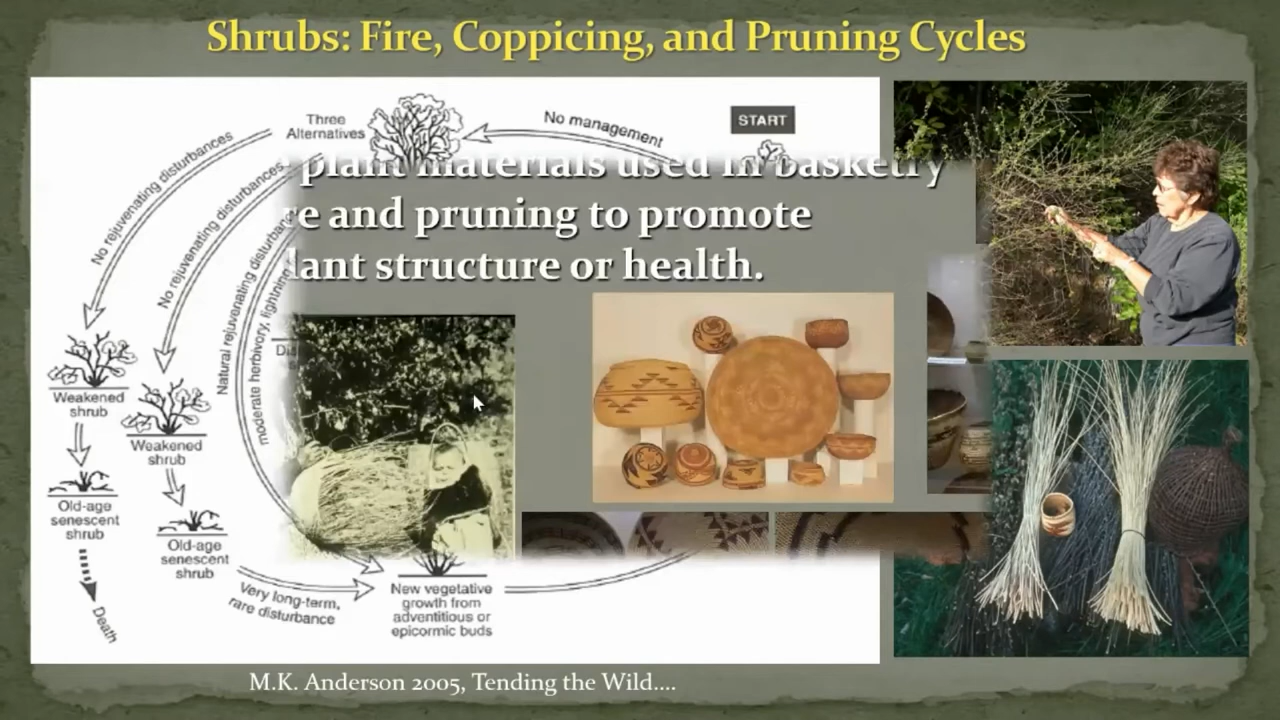 Shrubs: Fire, Coppicing, and Pruning Cycles
START
No management
Three
Alternatives
No rejuvenating disturbances
No rejuvenating disturbances
Natural rejuvenating
moderate herbivory,
plant materials used in basketry
re and pruning to promote
lant structure or health.
Weakened
shrub
Weakened
shrub
Old-age
senescent
shrub
Old-age
senescent
shrub
Death
Very long-term,
rare disturbance
New vegetative
growth from
adventitious or
epicormic buds
M.K. Anderson 2005, Tending the Wild....